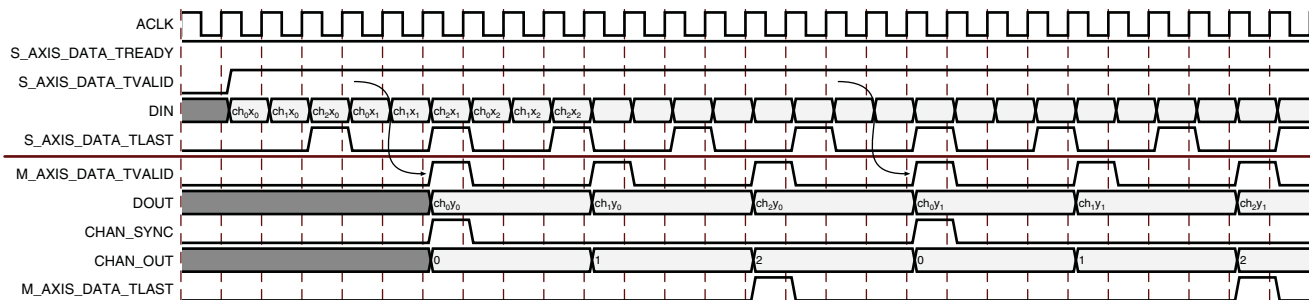 ACLK
S_AXIS_DATA_TREADY
S_AXIS_DATA_TVALID
DIN ch₀x₀ ch₁x₀ ch₂x₀ ch₀x₁ ch₁x₁ ch₂x₁ ch₀x₂ ch₁x₂ ch₂x₂
S_AXIS_DATA_TLAST
M_AXIS_DATA_TVALID
DOUT ch₀y₀ ch₁y₀ ch₂y₀ ch₀y₁ ch₁y₁ ch₂y₁
CHAN_SYNC
CHAN_OUT 0 1 2 0 1 2
M_AXIS_DATA_TLAST